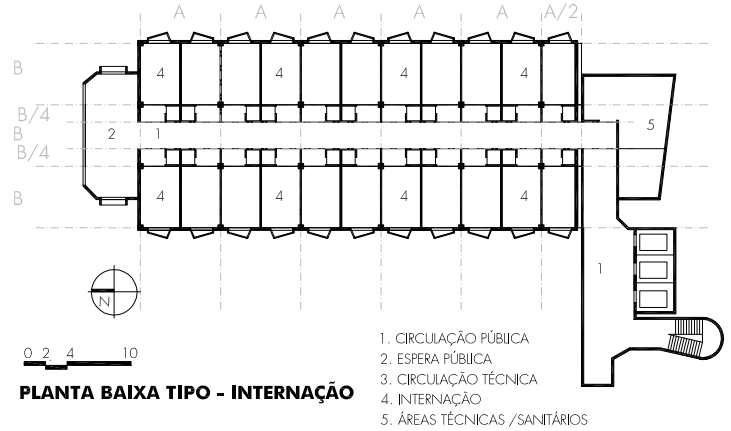 A A A A A A/2
B
B/4
B
B/4
B
4 4 4 4
2 1
5
4 4 4 4
1
N
0 2 4 10
PLANTA BAIXA TIPO - INTERNAÇÃO
1. CIRCULAÇÃO PÚBLICA
2. ESPERA PÚBLICA
3. CIRCULAÇÃO TÉCNICA
4. INTERNAÇÃO
5. ÁREAS TÉCNICAS /SANITÁRIOS